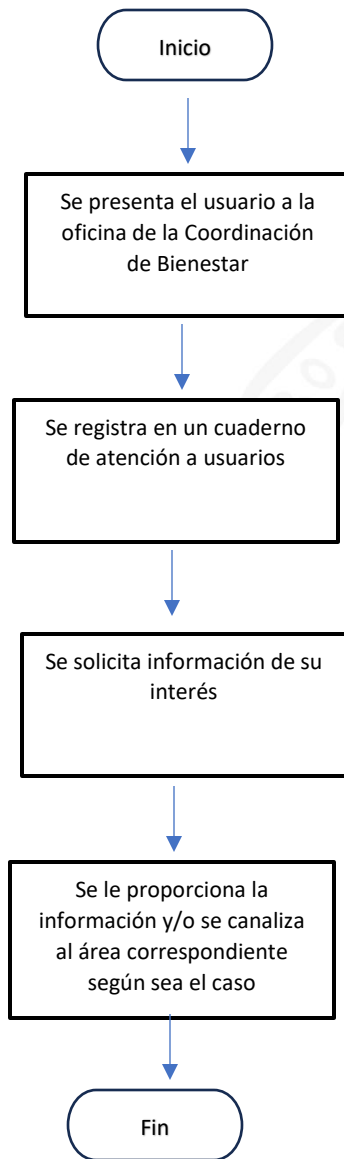 Inicio
Se presenta el usuario a la
oficina de la Coordinación
de Bienestar
Se registra en un cuaderno
de atención a usuarios
Se solicita información de su
interés
Se le proporciona la
información y/o se canaliza
al área correspondiente
según sea el caso
Fin